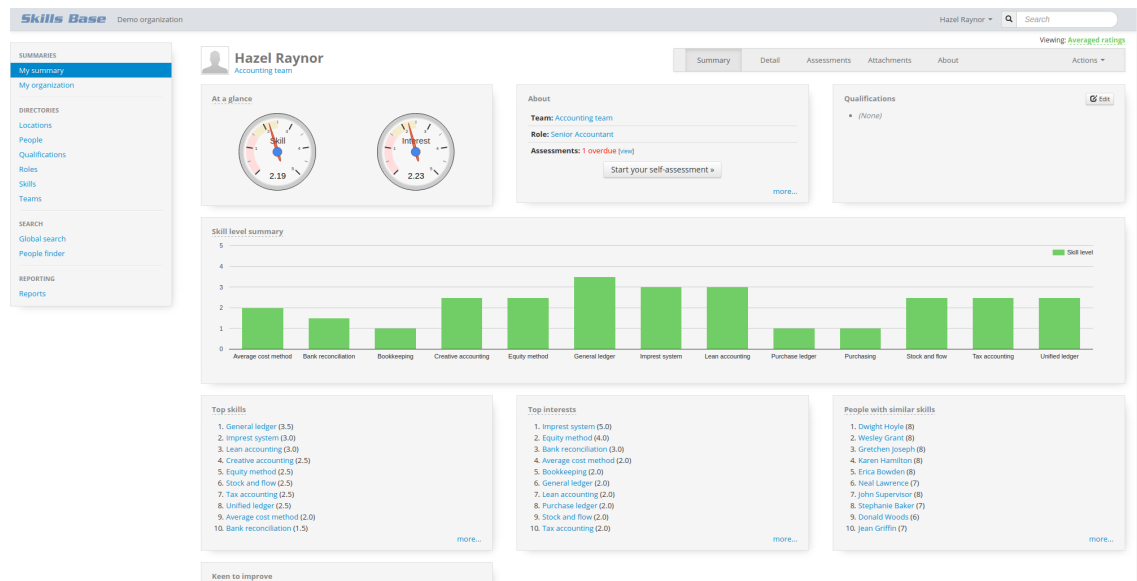 Skills Base Demo organization
Hazel Raynor
Search
Viewing: Averaged ratings
SUMMARIES
My summary
My organization
DIRECTORIES
Locations
People
Qualifications
Roles
Skills
Teams
SEARCH
Global search
People finder
REPORTING
Reports
Hazel Raynor
Accounting team
Summary Detail Assessments Attachments About Actions
At a glance
Skill
2.19
Interest
2.23
About
Team: Accounting team
Role: Senior Accountant
Assessments: 1 overdue [view]
Start your self-assessment »
more...
Qualifications
Edit
• (None)
Skill level summary
Skill level
5
4
3
2
1
0
Average cost method Bank reconciliation Bookkeeping Creative accounting Equity method General ledger Imprest system Lean accounting Purchase ledger Purchasing Stock and flow Tax accounting Unified ledger
Top skills
1. General ledger (3.5)
2. Imprest system (3.0)
3. Lean accounting (3.0)
4. Creative accounting (2.5)
5. Equity method (2.5)
6. Stock and flow (2.5)
7. Tax accounting (2.5)
8. Unified ledger (2.5)
9. Average cost method (2.0)
10. Bank reconciliation (1.5)
more...
Top interests
1. Imprest system (5.0)
2. Equity method (4.0)
3. Bank reconciliation (3.0)
4. Average cost method (2.0)
5. Bookkeeping (2.0)
6. General ledger (2.0)
7. Lean accounting (2.0)
8. Purchase ledger (2.0)
9. Stock and flow (2.0)
10. Tax accounting (2.0)
more...
People with similar skills
1. Dwight Hoyle (8)
2. Wesley Grant (8)
3. Gretchen Joseph (8)
4. Karen Hamilton (8)
5. Erica Bowden (8)
6. Neal Lawrence (7)
7. John Supervisor (8)
8. Stephanie Baker (7)
9. Donald Woods (6)
10. Jean Griffin (7)
more...
Keen to improve